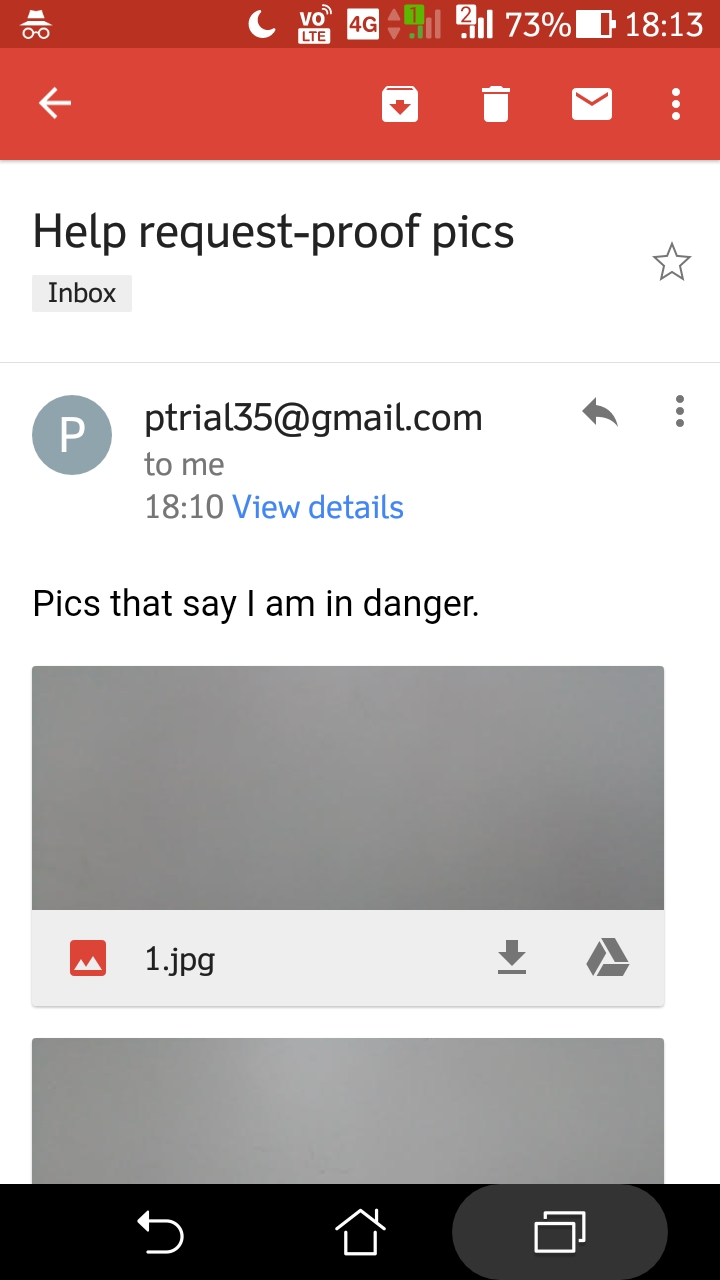 VO LTE 4G 1 2 73% 18:13
Help request-proof pics
Inbox
P
ptrial35@gmail.com
to me
18:10 View details
Pics that say I am in danger.
1.jpg